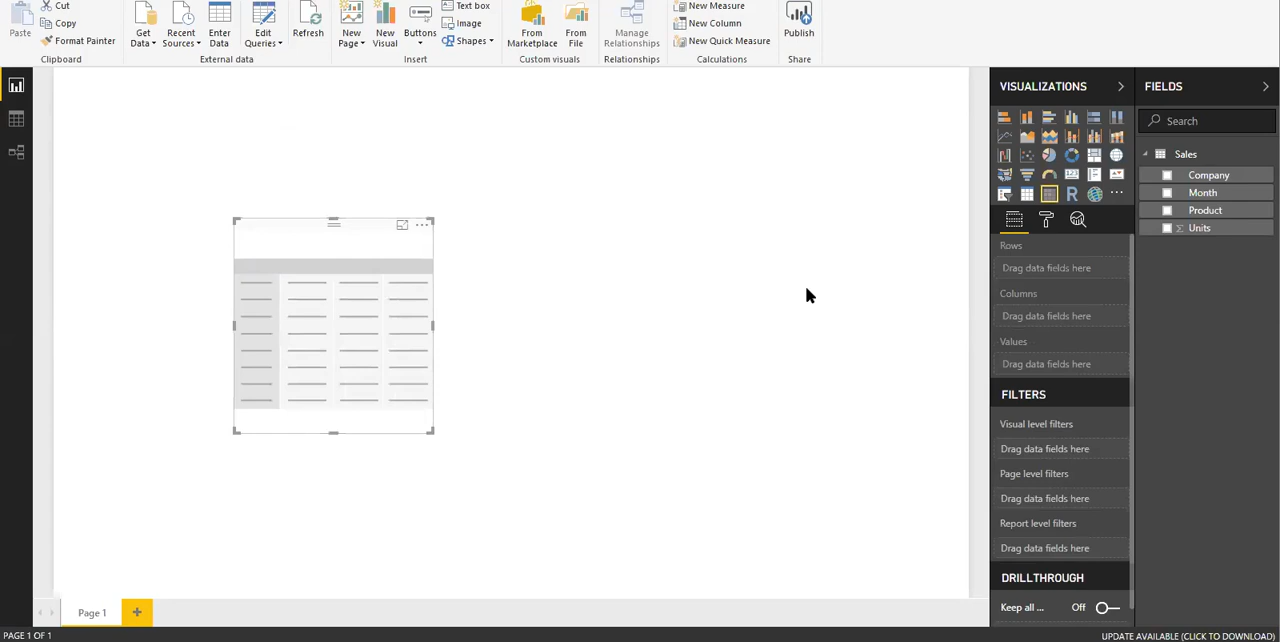 Cut
Copy
Paste
Format Painter
Clipboard
Get Data
Recent Sources
Enter Data
Edit Queries
Refresh
External data
New Page
New Visual
Buttons
Text box
Image
Shapes
Insert
From Marketplace
From File
Custom visuals
Manage Relationships
Relationships
New Measure
New Column
New Quick Measure
Calculations
Publish
Share
VISUALIZATIONS
R
Rows
Drag data fields here
Columns
Drag data fields here
Values
Drag data fields here
FILTERS
Visual level filters
Drag data fields here
Page level filters
Drag data fields here
Report level filters
Drag data fields here
DRILLTHROUGH
Keep all ... Off
FIELDS
Search
Sales
Company
Month
Product
Σ Units
Page 1
PAGE 1 OF 1
UPDATE AVAILABLE (CLICK TO DOWNLOAD)